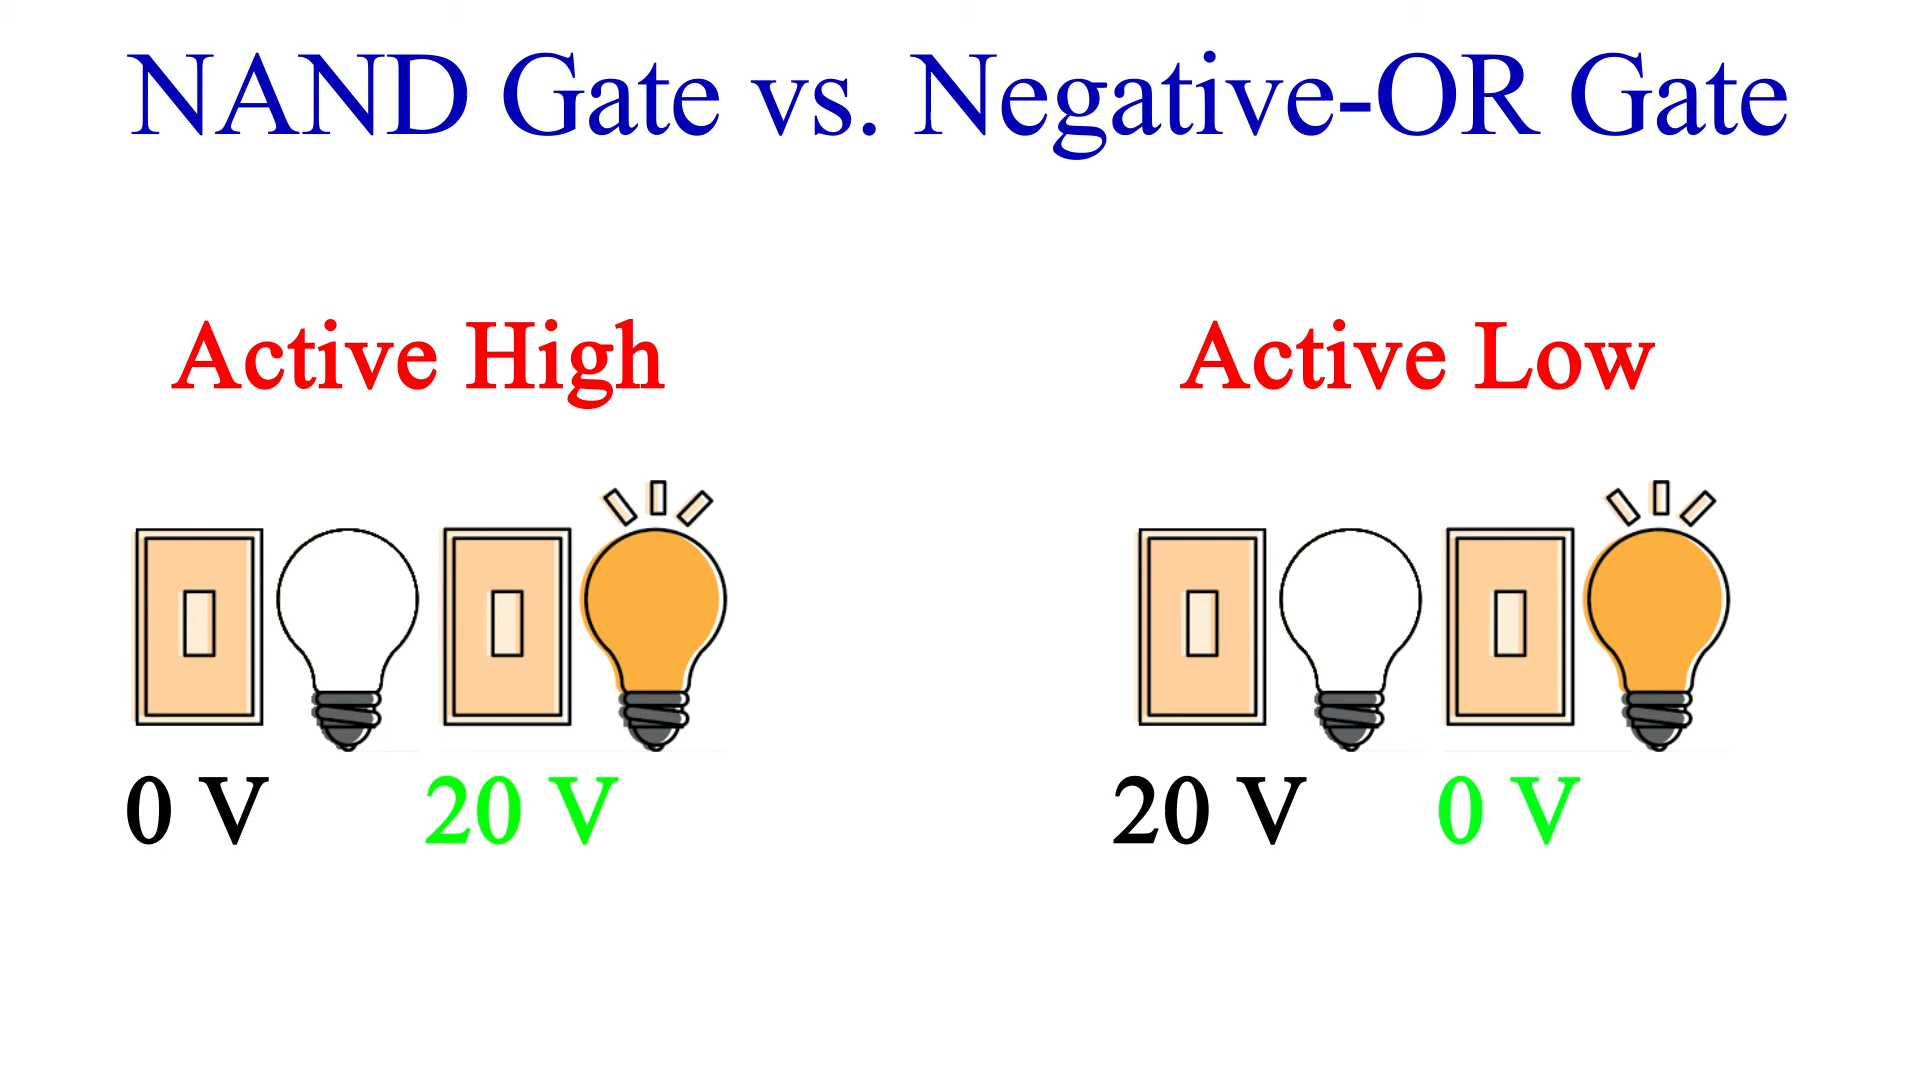 NAND Gate vs. Negative-OR Gate
Active High
Active Low
0 V
20 V
20 V
0 V